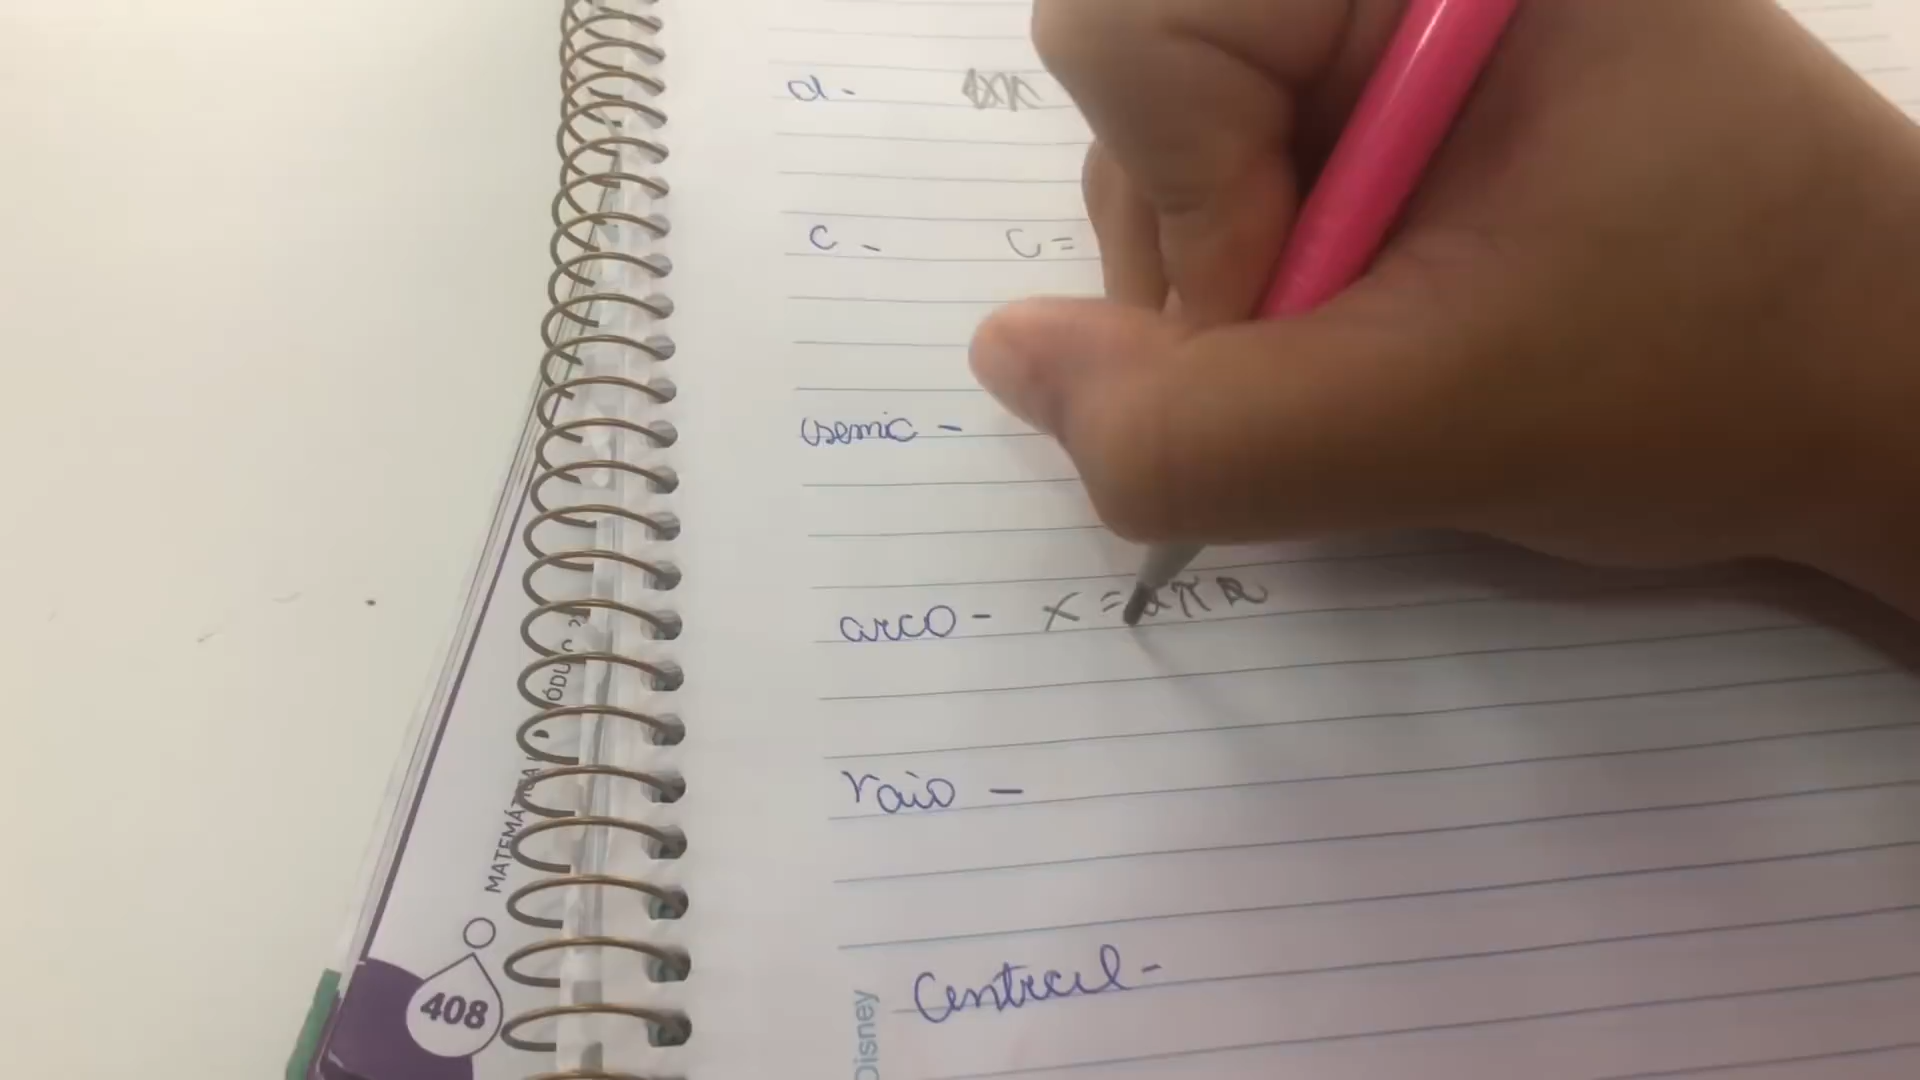 d -
c - C =
semic -
arco - x = 2πR
raio -
Central -
Disney
MATEMÁTICA
408